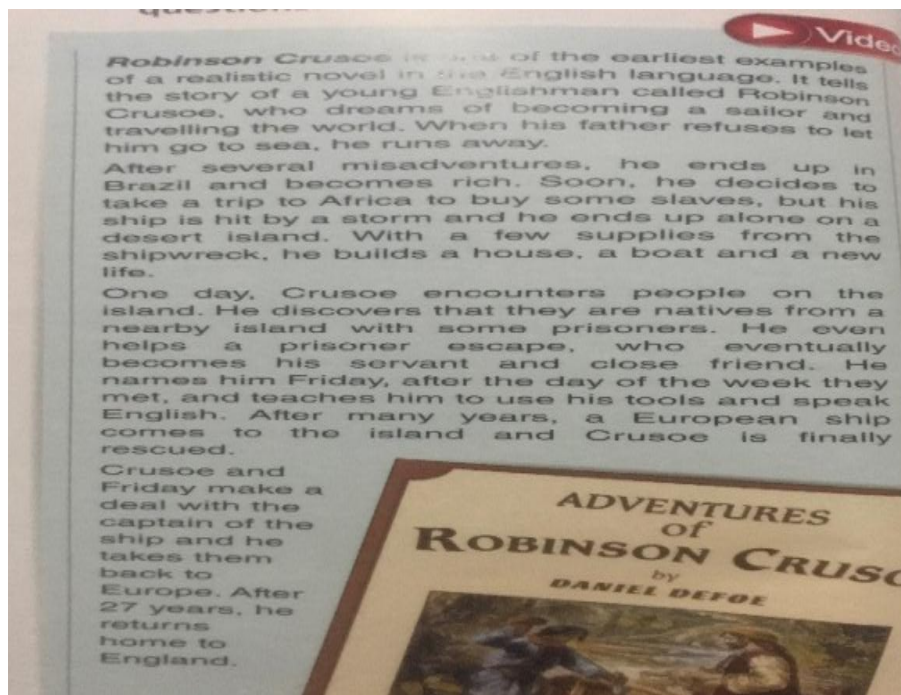 Video
Robinson Crusoe is one of the earliest examples
of a realistic novel in the English language. It tells
the story of a young Englishman called Robinson
Crusoe, who dreams of becoming a sailor and
travelling the world. When his father refuses to let
him go to sea, he runs away.
After several misadventures, he ends up in
Brazil and becomes rich. Soon, he decides to
take a trip to Africa to buy some slaves, but his
ship is hit by a storm and he ends up alone on a
desert island. With a few supplies from the
shipwreck, he builds a house, a boat and a new
life.
One day, Crusoe encounters people on the
island. He discovers that they are natives from a
nearby island with some prisoners. He even
helps a prisoner escape, who eventually
becomes his servant and close friend. He
names him Friday, after the day of the week they
met, and teaches him to use his tools and speak
English. After many years, a European ship
comes to the island and Crusoe is finally
rescued.
Crusoe and
Friday make a
deal with the
captain of the
ship and he
takes them
back to
Europe. After
27 years, he
returns
home to
England.
ADVENTURES
of
ROBINSON CRUSO
by
DANIEL DEFOE